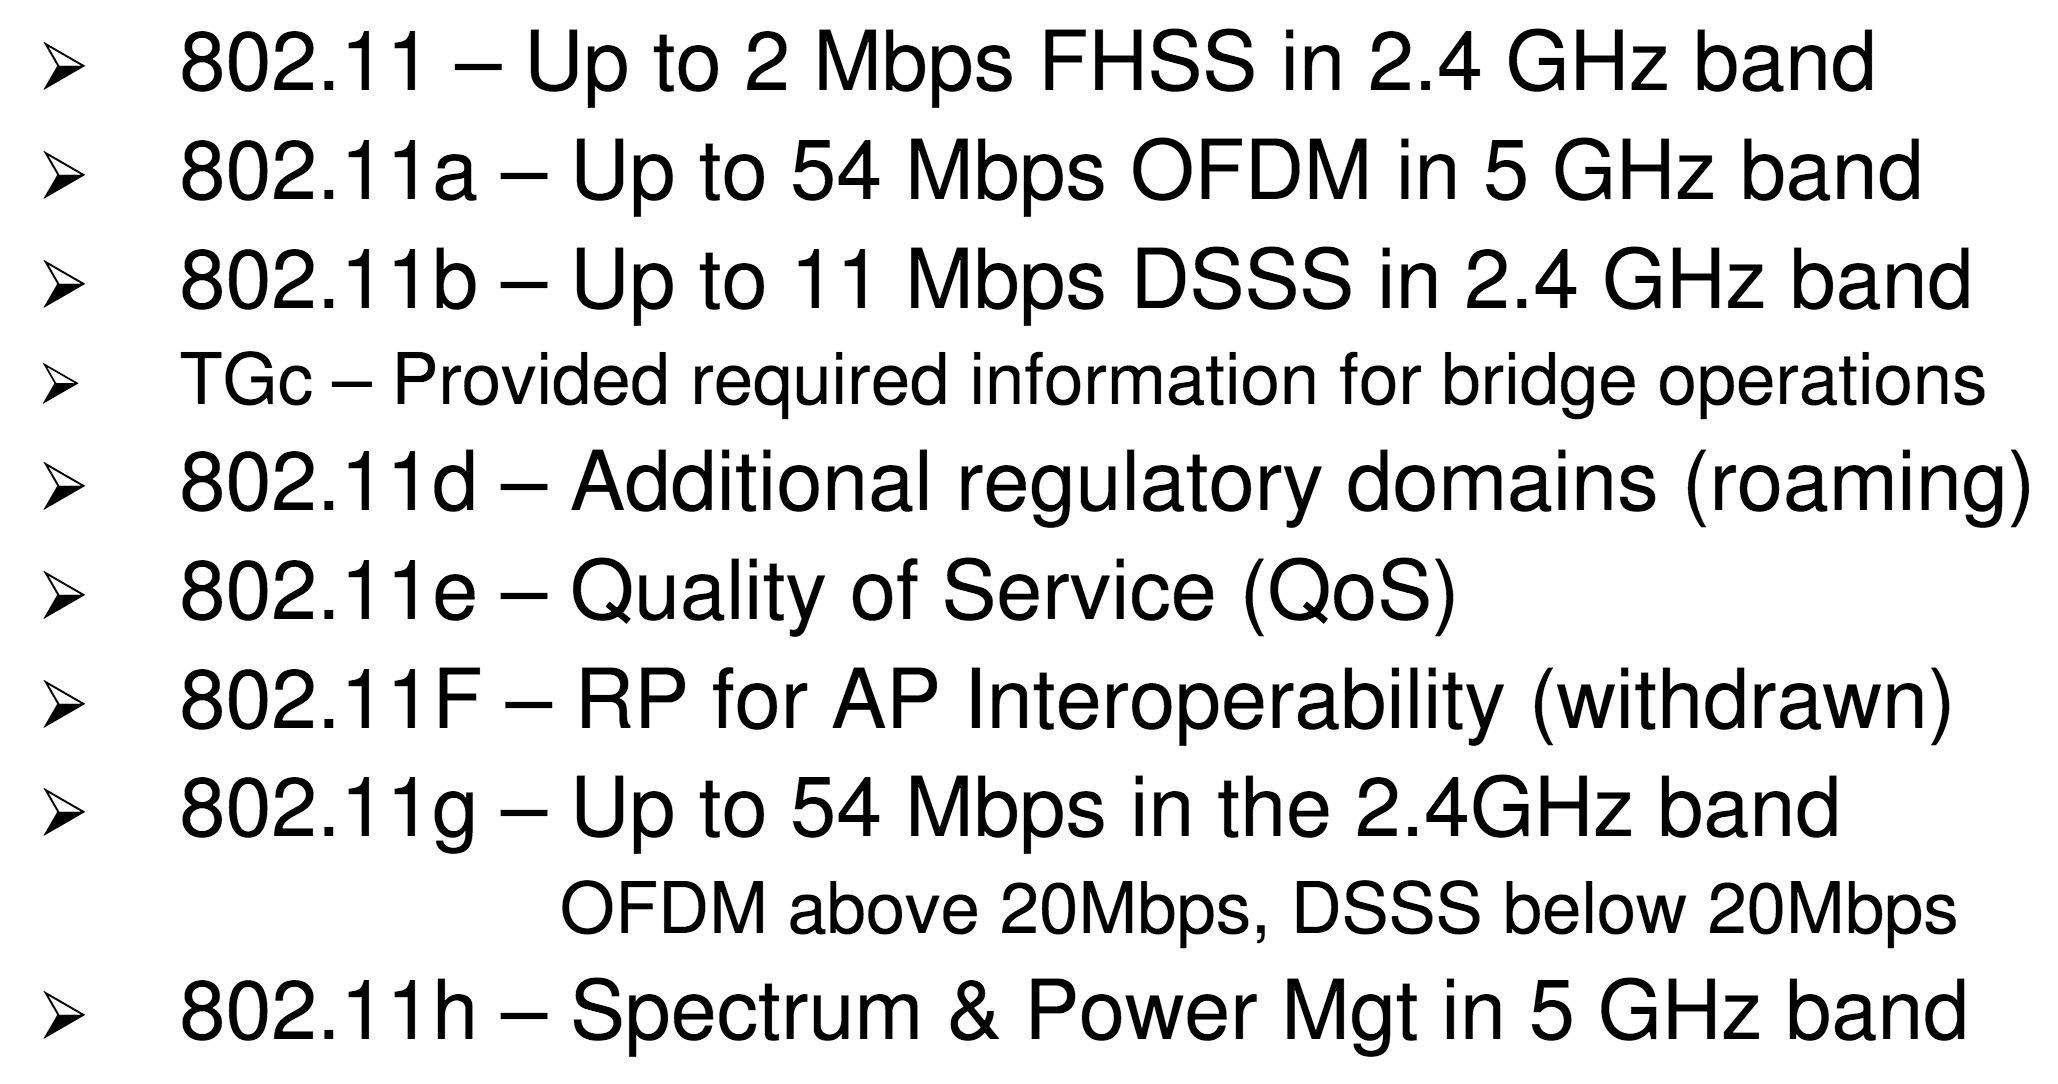 ➢ 802.11 – Up to 2 Mbps FHSS in 2.4 GHz band
➢ 802.11a – Up to 54 Mbps OFDM in 5 GHz band
➢ 802.11b – Up to 11 Mbps DSSS in 2.4 GHz band
➢ TGc – Provided required information for bridge operations
➢ 802.11d – Additional regulatory domains (roaming)
➢ 802.11e – Quality of Service (QoS)
➢ 802.11F – RP for AP Interoperability (withdrawn)
➢ 802.11g – Up to 54 Mbps in the 2.4GHz band
OFDM above 20Mbps, DSSS below 20Mbps
➢ 802.11h – Spectrum & Power Mgt in 5 GHz band